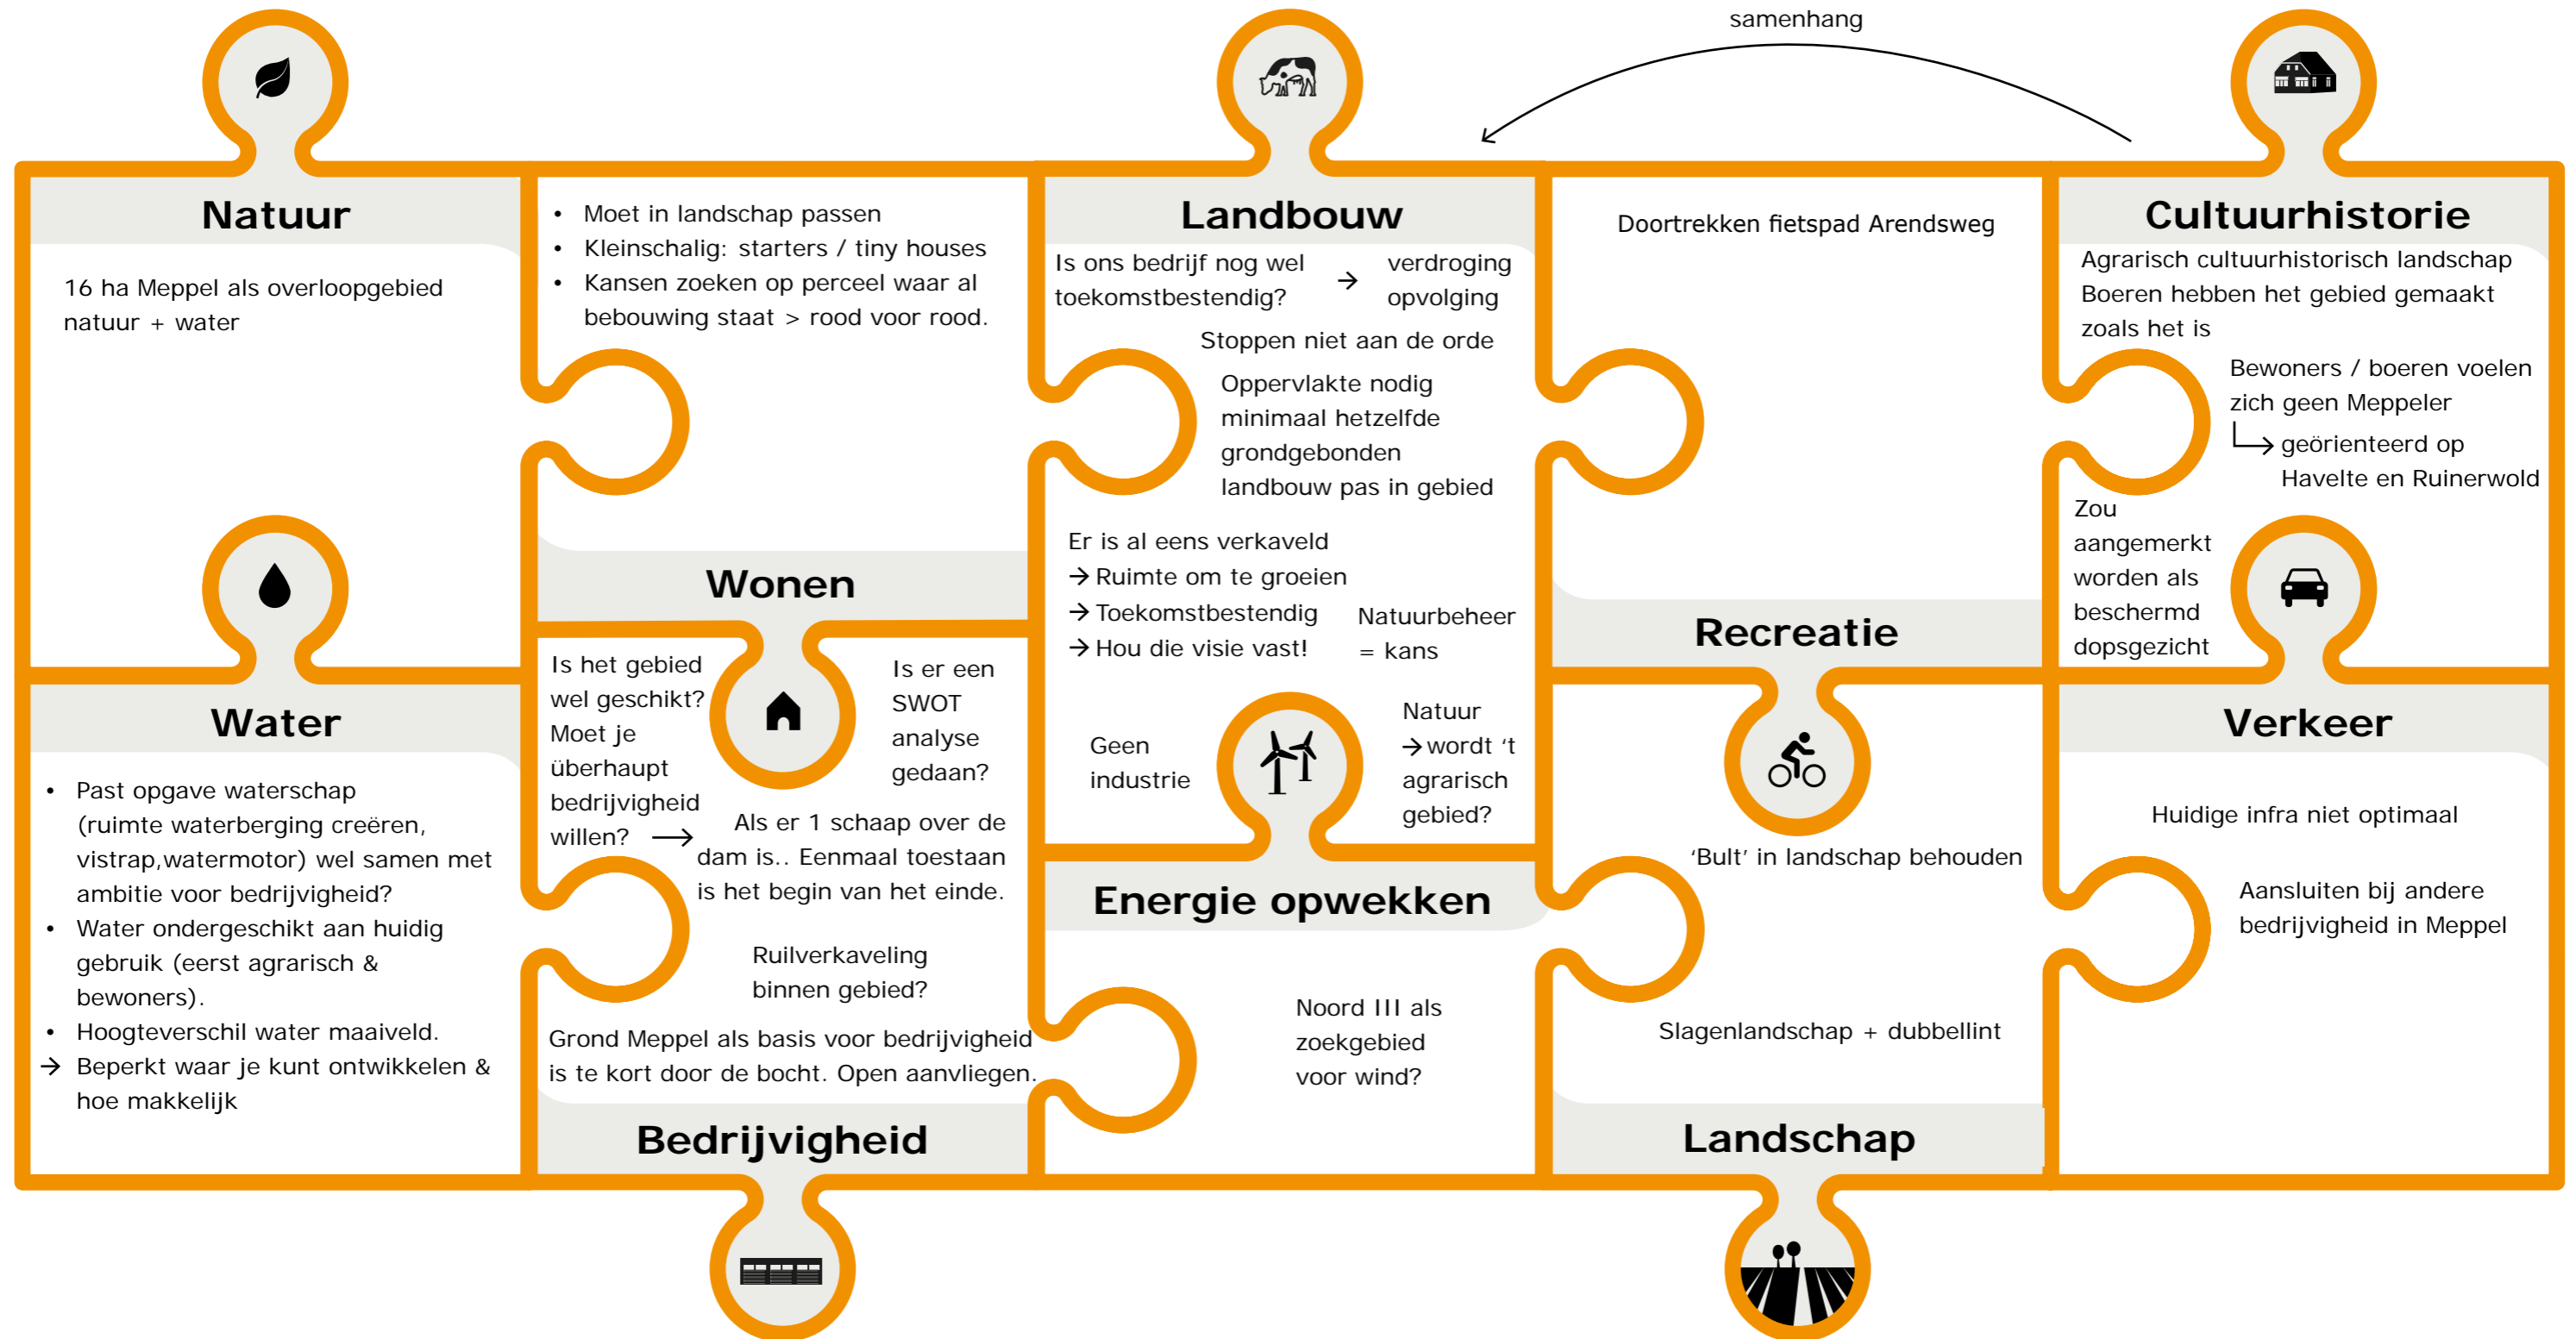 samenhang
Natuur
16 ha Meppel als overloopgebied
natuur + water
• Moet in landschap passen
• Kleinschalig: starters / tiny houses
• Kansen zoeken op perceel waar al
bebouwing staat > rood voor rood.
Wonen
Landbouw
Is ons bedrijf nog wel
toekomstbestendig?
→
verdroging
opvolging
Stoppen niet aan de orde
Oppervlakte nodig
minimaal hetzelfde
grondgebonden
landbouw pas in gebied
Er is al eens verkaveld
→ Ruimte om te groeien
→ Toekomstbestendig
→ Hou die visie vast!
Natuurbeheer
= kans
Geen
industrie
Natuur
→ wordt ‘t
agrarisch
gebied?
Doortrekken fietspad Arendsweg
Recreatie
Cultuurhistorie
Agrarisch cultuurhistorisch landschap
Boeren hebben het gebied gemaakt
zoals het is
Bewoners / boeren voelen
zich geen Meppeler
geörienteerd op
Havelte en Ruinerwold
Zou
aangemerkt
worden als
beschermd
dopsgezicht
Water
• Past opgave waterschap
(ruimte waterberging creëren,
vistrap,watermotor) wel samen met
ambitie voor bedrijvigheid?
• Water ondergeschikt aan huidig
gebruik (eerst agrarisch &
bewoners).
• Hoogteverschil water maaiveld.
→ Beperkt waar je kunt ontwikkelen &
hoe makkelijk
Is het gebied
wel geschikt?
Moet je
überhaupt
bedrijvigheid
willen? →
Is er een
SWOT
analyse
gedaan?
Als er 1 schaap over de
dam is.. Eenmaal toestaan
is het begin van het einde.
Ruilverkaveling
binnen gebied?
Grond Meppel als basis voor bedrijvigheid
is te kort door de bocht. Open aanvliegen.
Bedrijvigheid
Energie opwekken
Noord III als
zoekgebied
voor wind?
‘Bult’ in landschap behouden
Slagenlandschap + dubbellint
Landschap
Verkeer
Huidige infra niet optimaal
Aansluiten bij andere
bedrijvigheid in Meppel